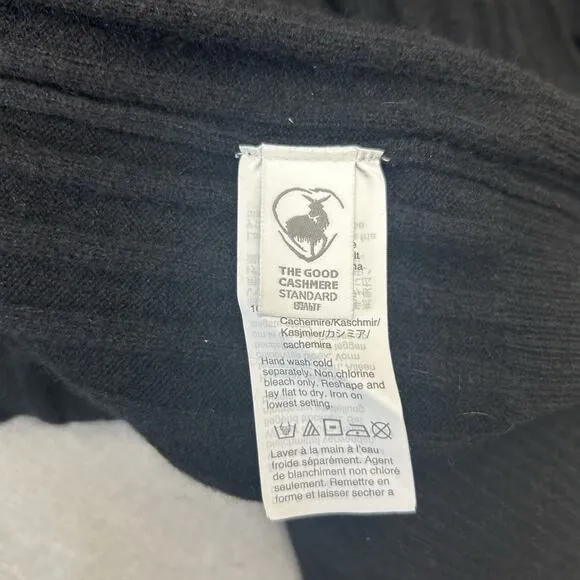 THE GOOD
CASHMERE
STANDARD
Cachemire/Kaschmir/
Kasjmier/カシミア/
cachemira
Hand wash cold
separately. Non chlorine
bleach only. Reshape and
lay flat to dry. Iron on
lowest setting.
Laver à la main à l'eau
froide séparément. Agent
de blanchiment non chloré
seulement. Remettre en
forme et laisser secher a